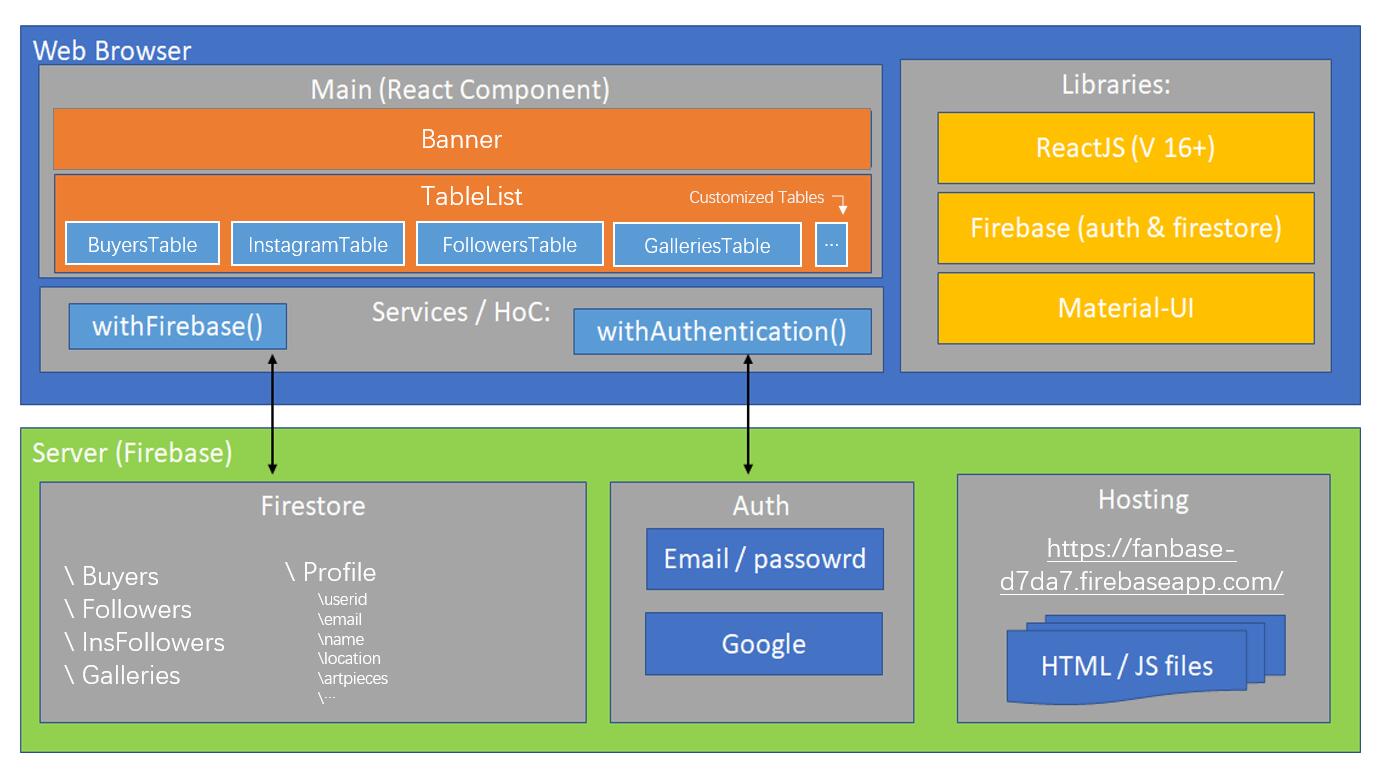 Web Browser
Main (React Component)
Banner
TableList
Customized Tables
BuyersTable
InstagramTable
FollowersTable
GalleriesTable
...
Services / HoC:
withFirebase()
withAuthentication()
Libraries:
ReactJS (V 16+)
Firebase (auth & firestore)
Material-UI
Server (Firebase)
Firestore
\ Buyers
\ Followers
\ InsFollowers
\ Galleries
\ Profile
\userid
\email
\name
\location
\artpieces
\...
Auth
Email / passowrd
Google
Hosting
https://fanbase-
d7da7.firebaseapp.com/
HTML / JS files